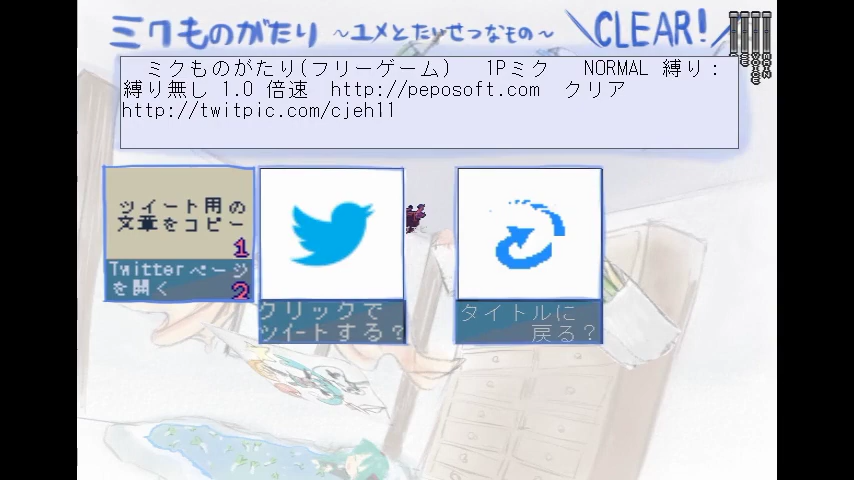 ミクものがたり ~ユメとたいせつなもの~ \CLEAR!/
ミクものがたり(フリーゲーム) 1Pミク NORMAL 縛り:
縛り無し 1.0 倍速 http://peposoft.com クリア
http://twitpic.com/cjeh11
ツイート用の
文章をコピー
1
Twitterページ
を開く 2
クリックで
ツイートする?
タイトルに
戻る?